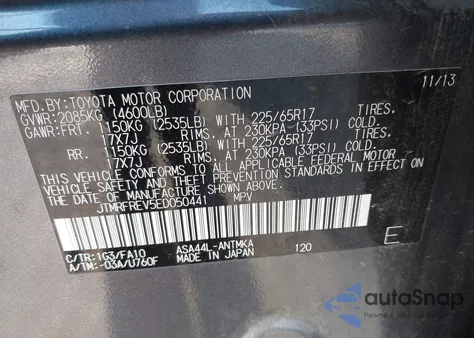 MFD.BY:TOYOTA MOTOR CORPORATION 11/13
GVWR:2085KG (4600LB)
GAWR:FRT. 1150KG (2535LB) WITH 225/65R17 TIRES,
17X7J RIMS, AT 230KPA (33PSI) COLD.
RR. 1150KG (2535LB) WITH 225/65R17 TIRES,
17X7J RIMS, AT 230KPA (33PSI) COLD.
THIS VEHICLE CONFORMS TO ALL APPLICABLE FEDERAL MOTOR
VEHICLE SAFETY AND BUMPER STANDARDS IN EFFECT ON
THE DATE OF MANUFACTURE SHOWN ABOVE.
JTMRFREV5ED050441 MPV
C/TR:1G3/FA10 ASA44L-ANTMKA 120 E
A/TM:-03A/U760F MADE IN JAPAN
autoSnap